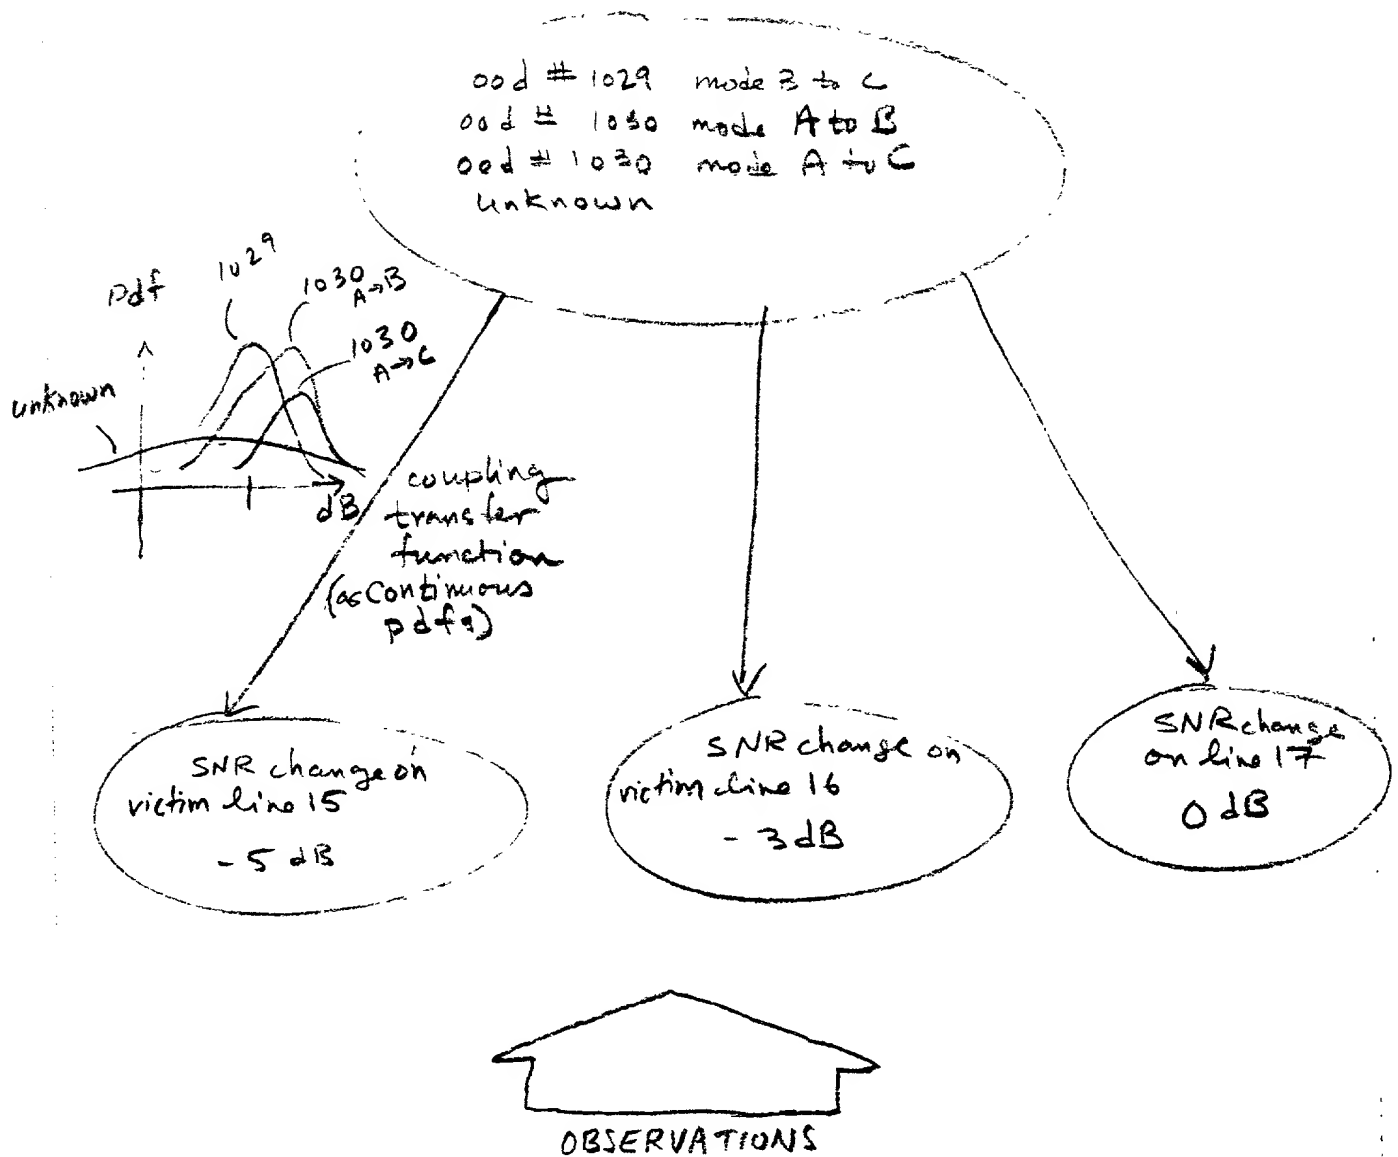 ood # 1029 mode B to C
ood # 1030 mode A to B
ood # 1030 mode A to C
unknown
Pdf
1029
1030
A→B
1030
A→C
unknown
dB
coupling
transfer
function
(as Continuous
pdfs)
SNR change on
victim line 15
- 5 dB
SNR change on
victim line 16
- 3 dB
SNR change
on line 17
0 dB
OBSERVATIONS